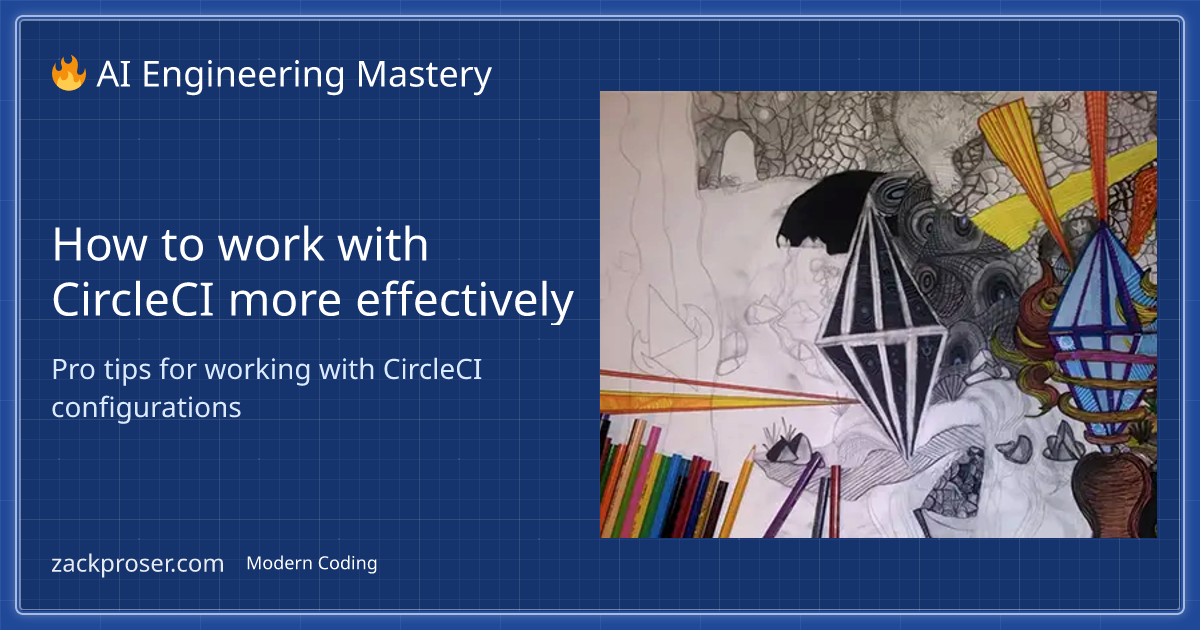 🔥 AI Engineering Mastery
How to work with
CircleCI more effectively
Pro tips for working with CircleCI
configurations
zackproser.com
Modern Coding